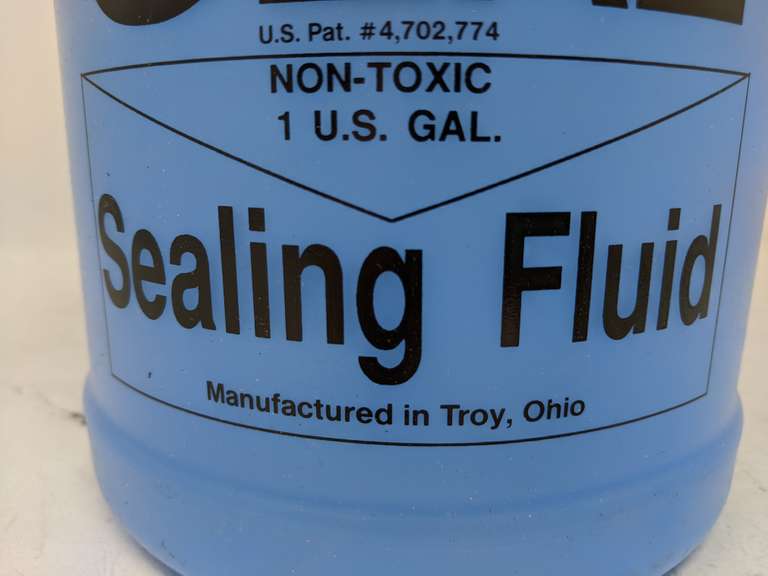 U.S. Pat. #4,702,774
NON-TOXIC
1 U.S. GAL.
Sealing Fluid
Manufactured in Troy, Ohio